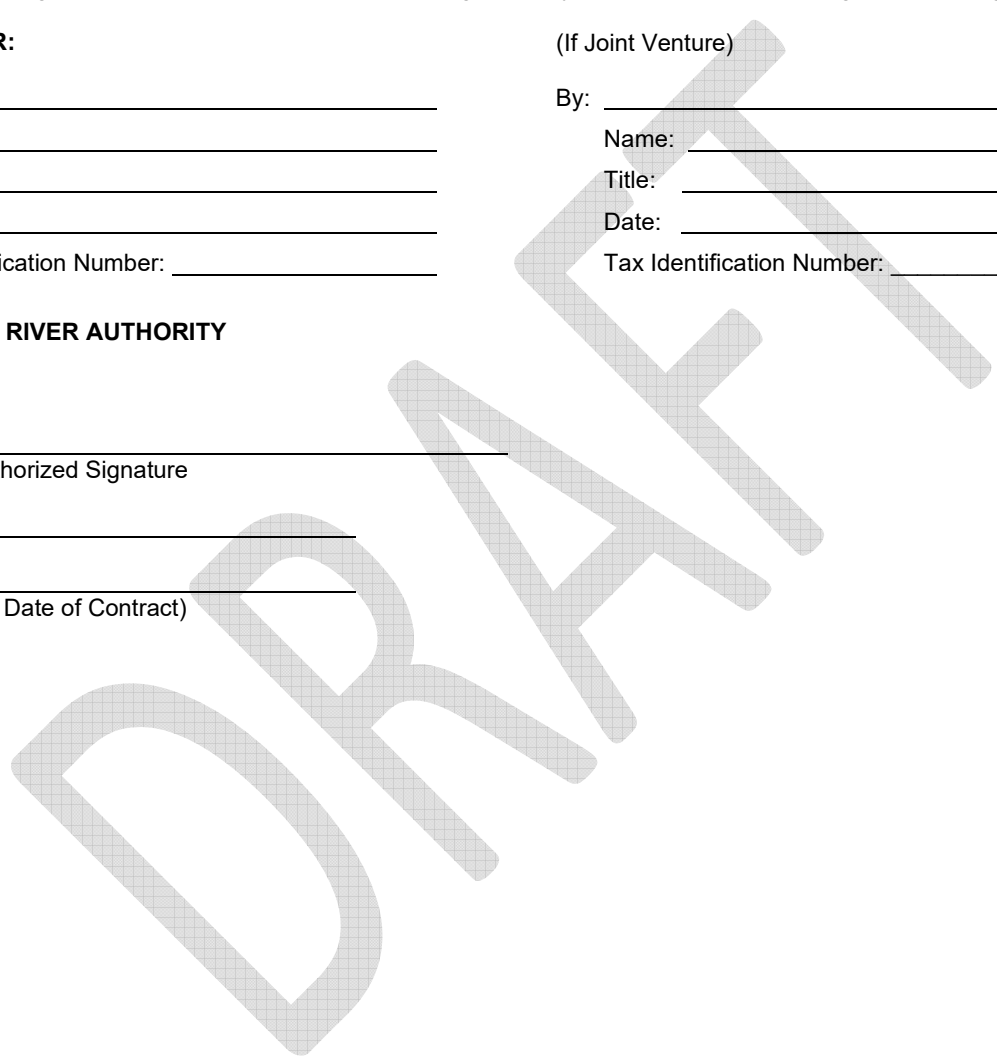 R:
(If Joint Venture)
By:
Name:
Title:
Date:
ication Number:
Tax Identification Number:
RIVER AUTHORITY
horized Signature
Date of Contract)
DRAFT